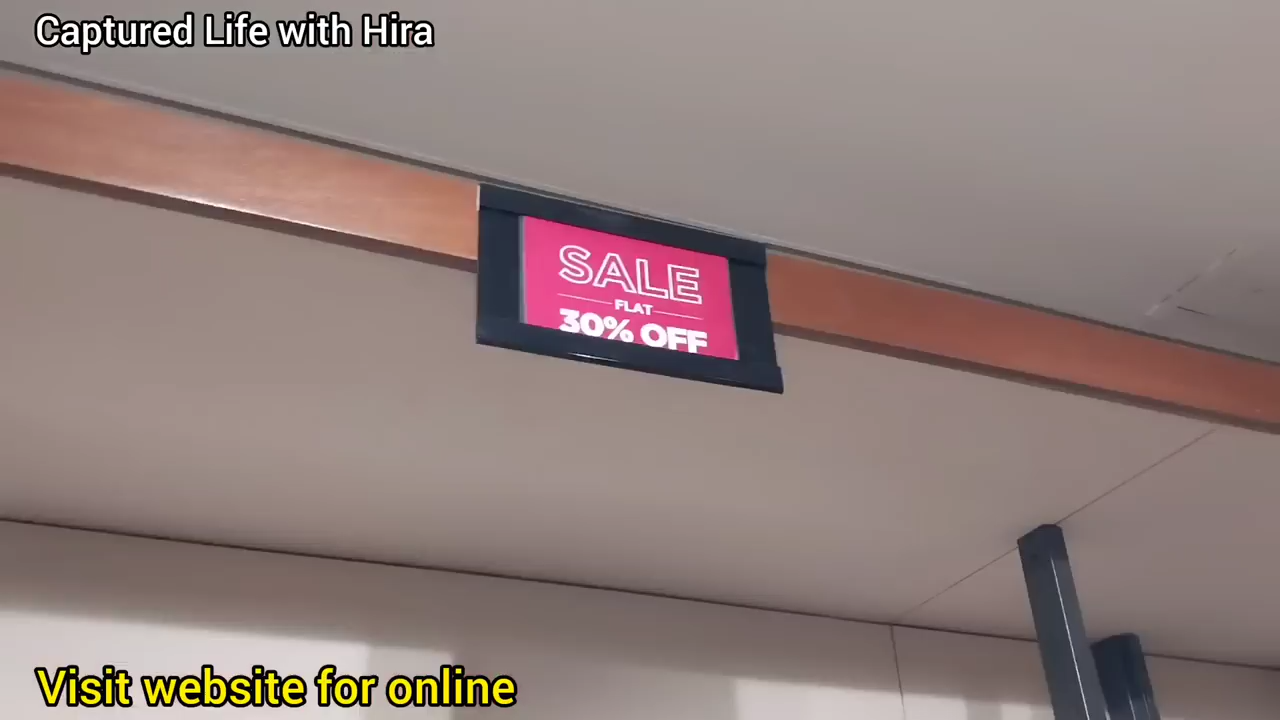 Captured Life with Hira
SALE
FLAT
30% OFF
Visit website for online